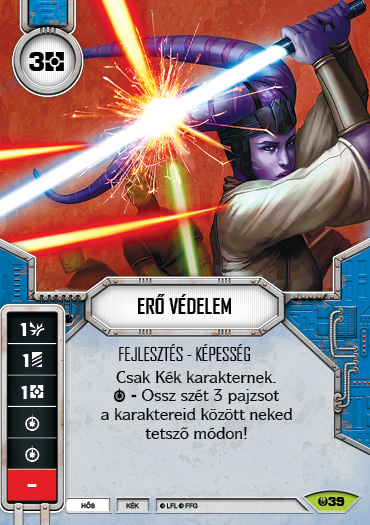 3
ERŐ VÉDELEM
FEJLESZTÉS - KÉPESSÉG
Csak Kék karakternek.
- Ossz szét 3 pajzsot
a karaktereid között neked
tetsző módon!
1
1
1
–
HŐS
KÉK
© LFL © FFG
39